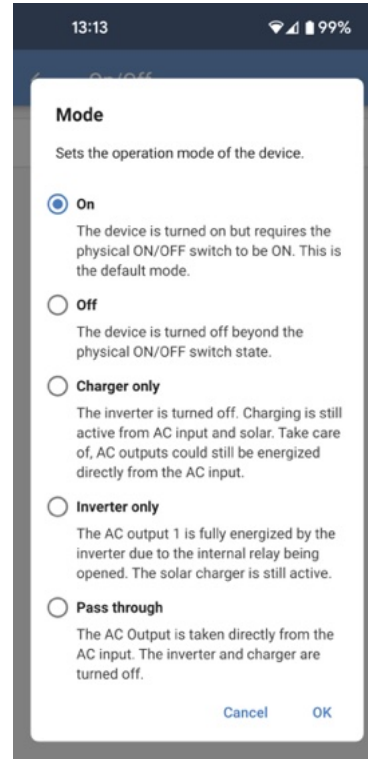 13:13
99%
On/Off
Mode
Sets the operation mode of the device.
On
The device is turned on but requires the
physical ON/OFF switch to be ON. This is
the default mode.
Off
The device is turned off beyond the
physical ON/OFF switch state.
Charger only
The inverter is turned off. Charging is still
active from AC input and solar. Take care
of, AC outputs could still be energized
directly from the AC input.
Inverter only
The AC output 1 is fully energized by the
inverter due to the internal relay being
opened. The solar charger is still active.
Pass through
The AC Output is taken directly from the
AC input. The inverter and charger are
turned off.
Cancel OK